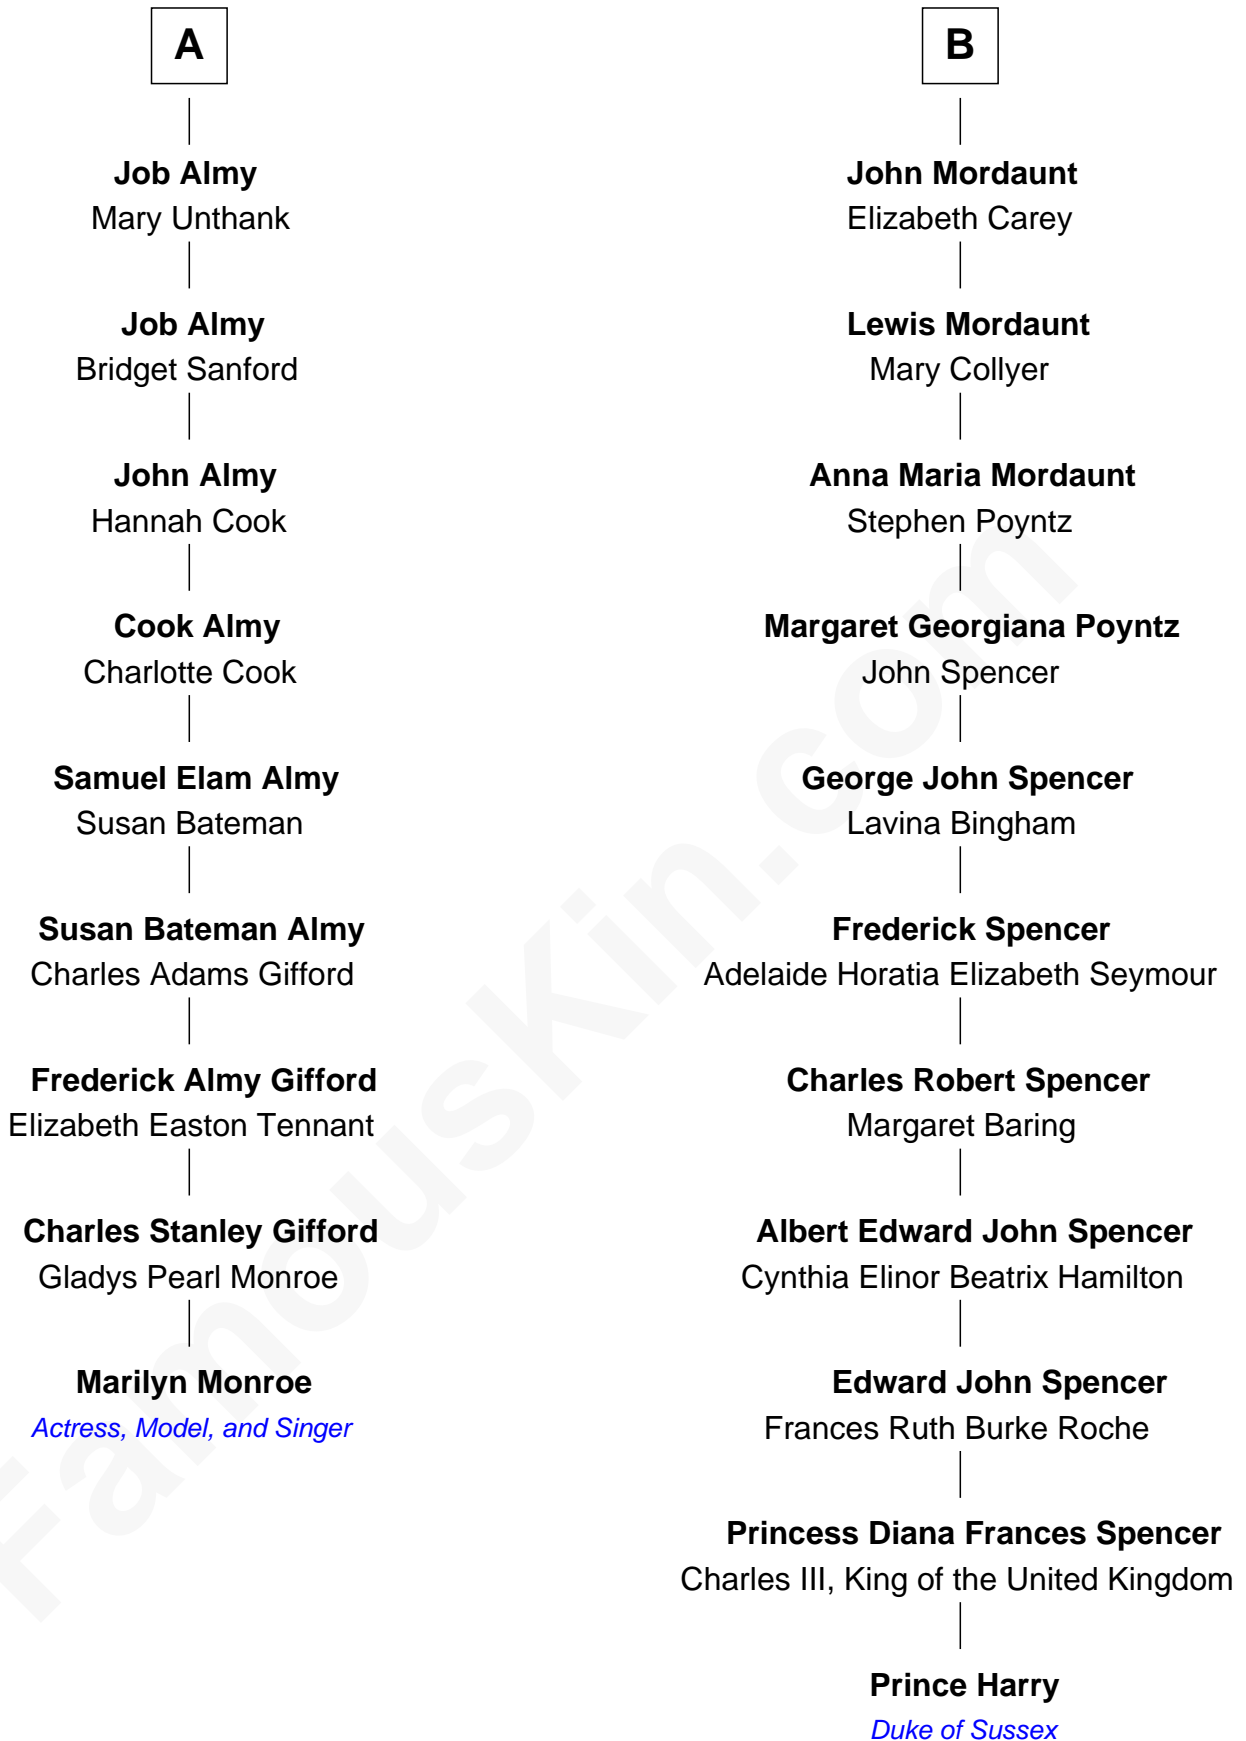 A
Job Almy
Mary Unthank
Job Almy
Bridget Sanford
John Almy
Hannah Cook
Cook Almy
Charlotte Cook
Samuel Elam Almy
Susan Bateman
Susan Bateman Almy
Charles Adams Gifford
Frederick Almy Gifford
Elizabeth Easton Tennant
Charles Stanley Gifford
Gladys Pearl Monroe
Marilyn Monroe
Actress, Model, and Singer
B
John Mordaunt
Elizabeth Carey
Lewis Mordaunt
Mary Collyer
Anna Maria Mordaunt
Stephen Poyntz
Margaret Georgiana Poyntz
John Spencer
George John Spencer
Lavina Bingham
Frederick Spencer
Adelaide Horatia Elizabeth Seymour
Charles Robert Spencer
Margaret Baring
Albert Edward John Spencer
Cynthia Elinor Beatrix Hamilton
Edward John Spencer
Frances Ruth Burke Roche
Princess Diana Frances Spencer
Charles III, King of the United Kingdom
Prince Harry
Duke of Sussex
FamousKin.com